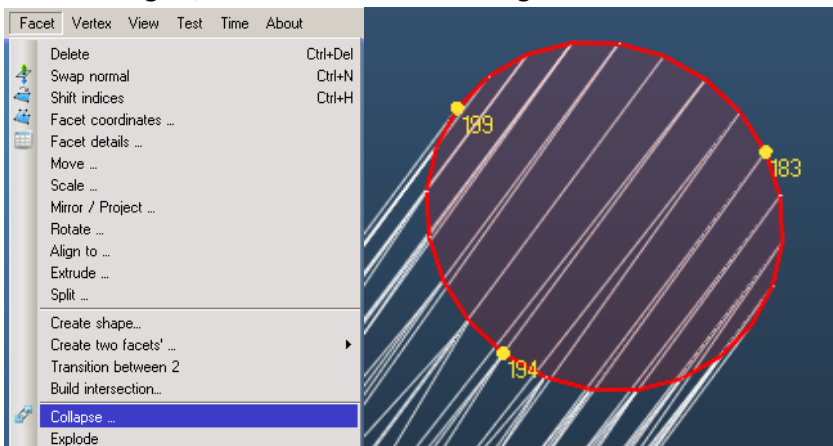 Facet Vertex View Test Time About
Delete Ctrl+Del
Swap normal Ctrl+N
Shift indices Ctrl+H
Facet coordinates ...
Facet details ...
Move ...
Scale ...
Mirror / Project ...
Rotate ...
Align to ...
Extrude ...
Split ...
Create shape...
Create two facets' ...
Transition between 2
Build intersection...
Collapse ...
Explode
199
183
194